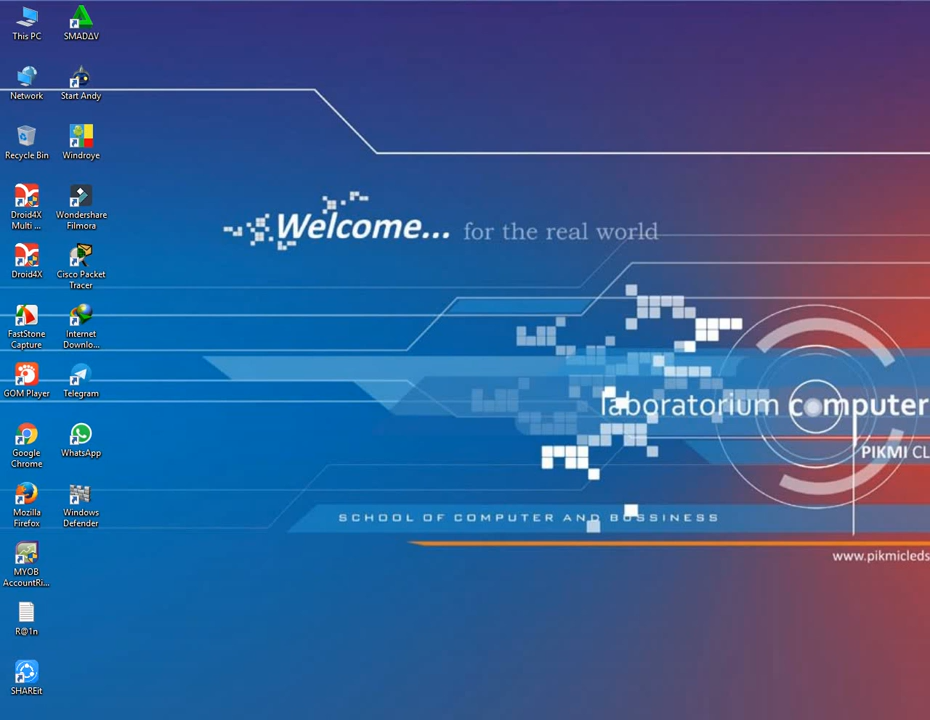 This PC
SMADΔV
Network
Start Andy
Recycle Bin
Windroye
Droid4X
Multi ...
Wondershare
Filmora
Droid4X
Cisco Packet
Tracer
FastStone
Capture
Internet
Downlo...
GOM Player
Telegram
Google
Chrome
WhatsApp
Mozilla
Firefox
Windows
Defender
MYOB
AccountRi...
R@1n
SHAREit
Welcome... for the real world
laboratorium computer
PIKMI CL
SCHOOL OF COMPUTER AND BUSSINESS
www.pikmicleds